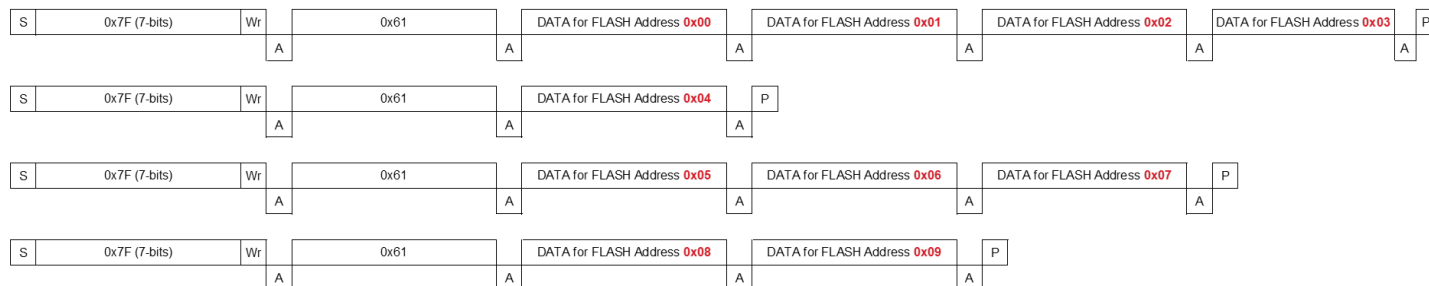 S 0x7F (7-bits) Wr 0x61 DATA for FLASH Address 0x00 DATA for FLASH Address 0x01 DATA for FLASH Address 0x02 DATA for FLASH Address 0x03 P
A A A A A A
S 0x7F (7-bits) Wr 0x61 DATA for FLASH Address 0x04 P
A A A
S 0x7F (7-bits) Wr 0x61 DATA for FLASH Address 0x05 DATA for FLASH Address 0x06 DATA for FLASH Address 0x07 P
A A A A A
S 0x7F (7-bits) Wr 0x61 DATA for FLASH Address 0x08 DATA for FLASH Address 0x09 P
A A A A